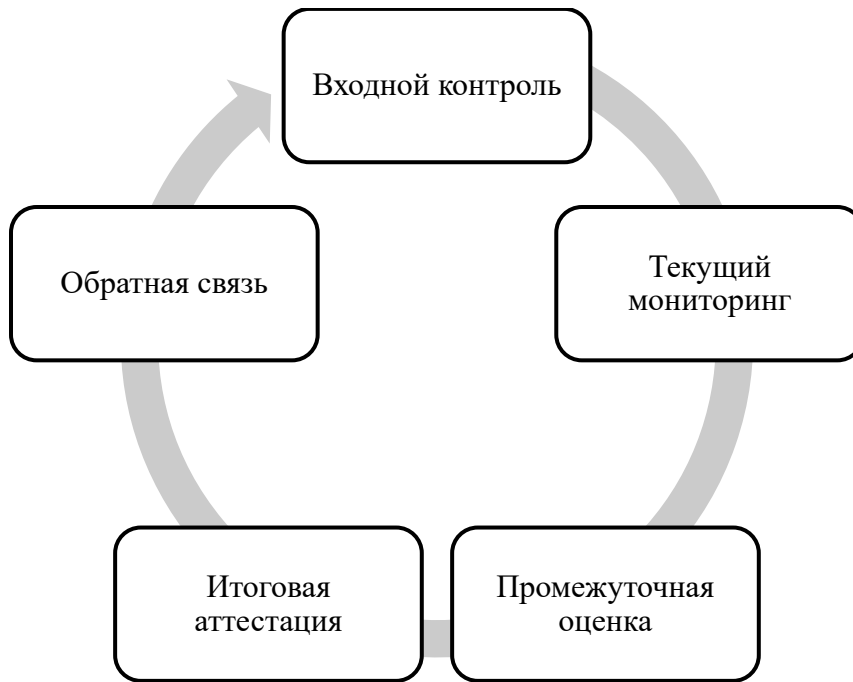 Входной контроль
Текущий
мониторинг
Промежуточная
оценка
Итоговая
аттестация
Обратная связь